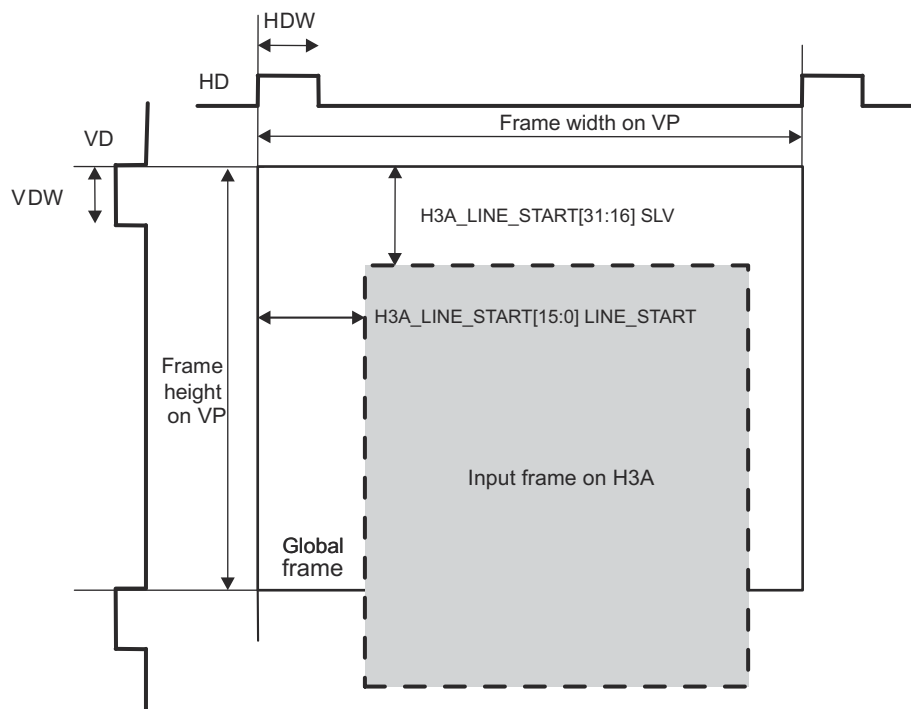 HDW
HD
Frame width on VP
VD
VDW
H3A_LINE_START[31:16] SLV
H3A_LINE_START[15:0] LINE_START
Frame
height
on VP
Input frame on H3A
Global
frame